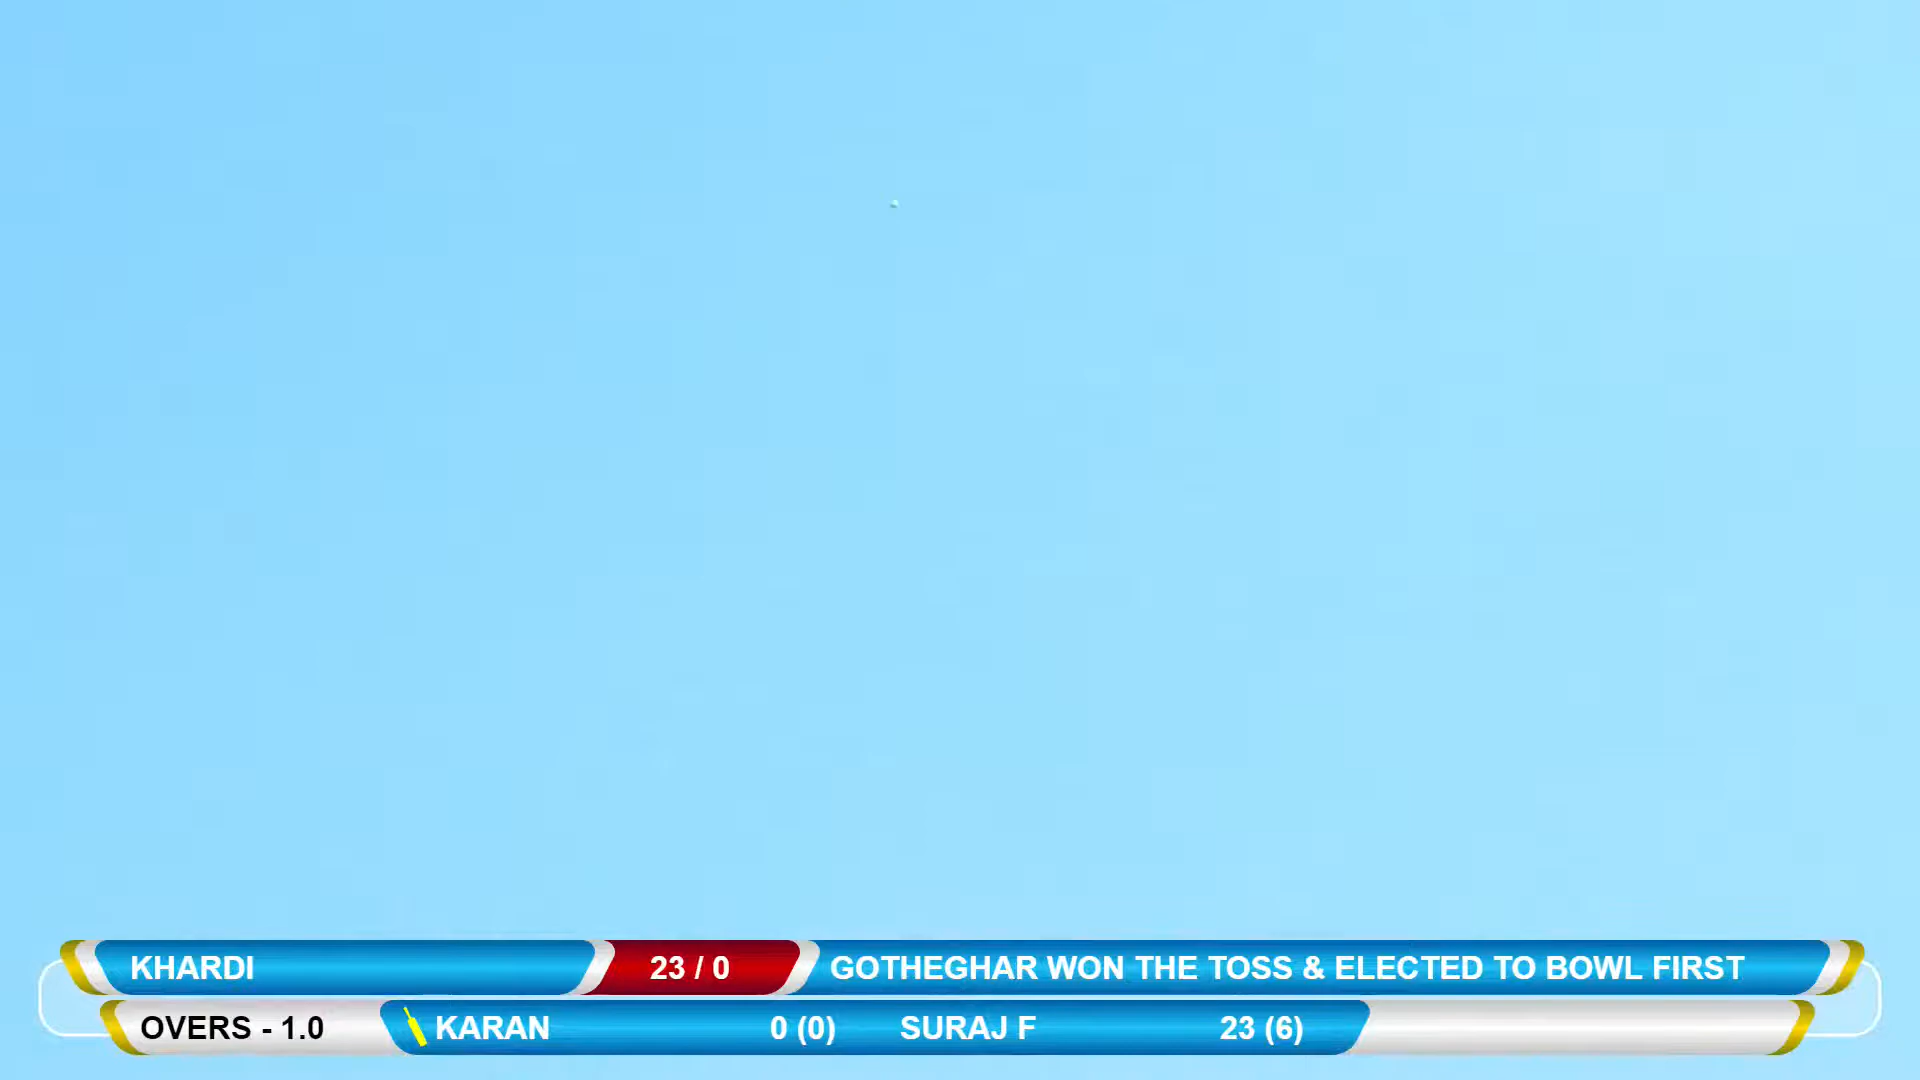 KHARDI 23 / 0 GOTHEGHAR WON THE TOSS & ELECTED TO BOWL FIRST
OVERS - 1.0 KARAN 0 (0) SURAJ F 23 (6)